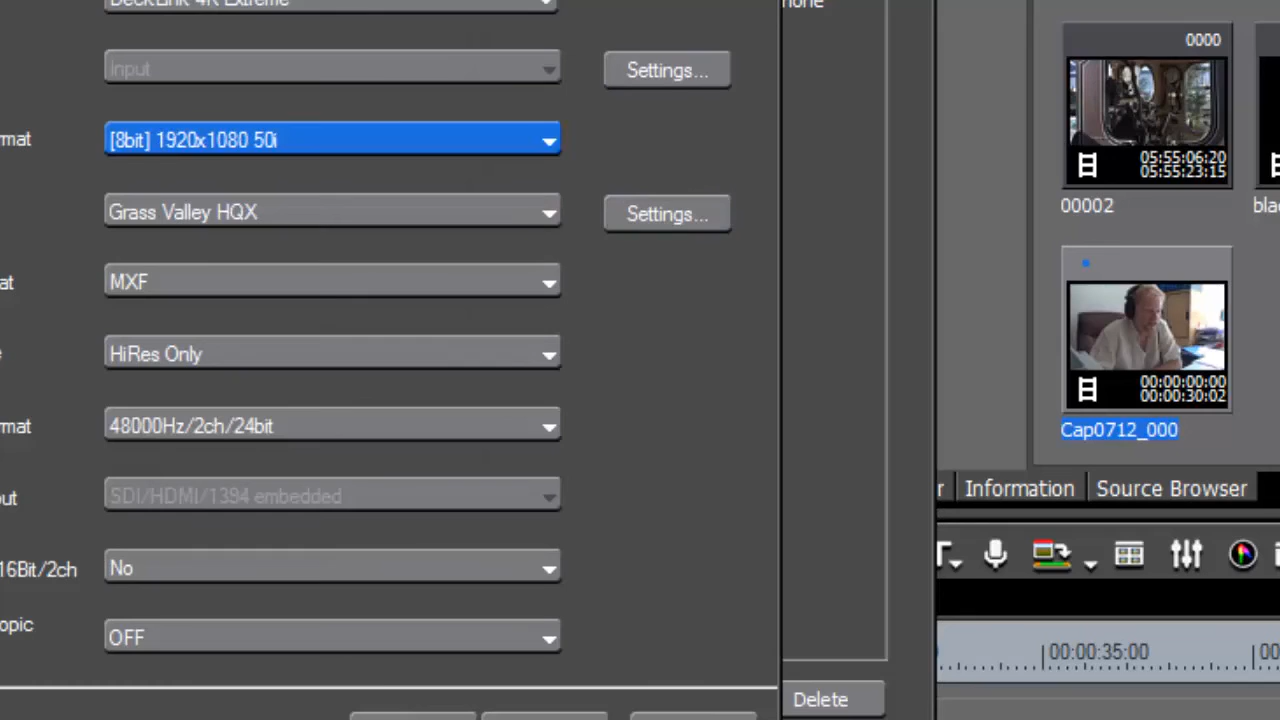 DeckLink 4K Extreme
Input
Settings...
rmat
[8bit] 1920x1080 50i
Grass Valley HQX
Settings...
at
MXF
e
HiRes Only
rmat
48000Hz/2ch/24bit
out
SDI/HDMI/1394 embedded
16Bit/2ch
No
opic
OFF
none
Delete
0000
05:55:06:20
05:55:23:15
00002
bla
00:00:00:00
00:00:30:02
Cap0712_000
r
Information
Source Browser
00:00:35:00
00